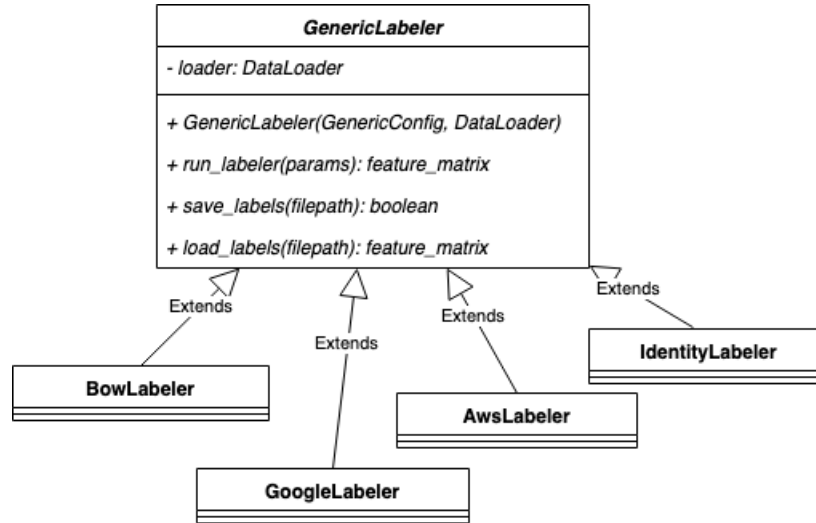 GenericLabeler
- loader: DataLoader
+ GenericLabeler(GenericConfig, DataLoader)
+ run_labeler(params): feature_matrix
+ save_labels(filepath): boolean
+ load_labels(filepath): feature_matrix
Extends
Extends
Extends
Extends
IdentityLabeler
BowLabeler
AwsLabeler
GoogleLabeler